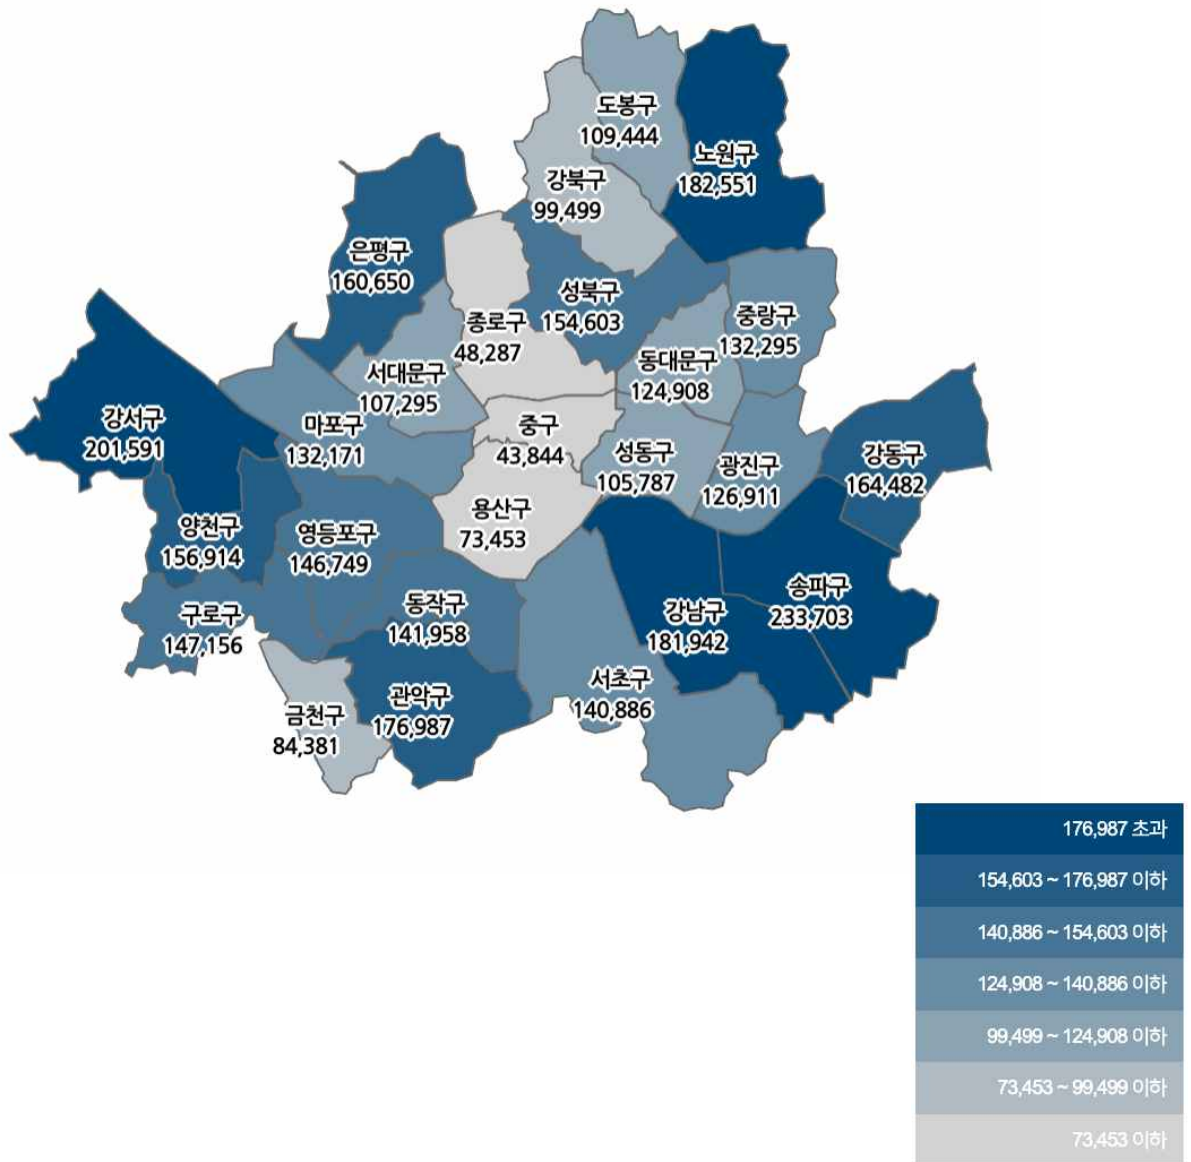 도봉구
109,444
노원구
182,551
강북구
99,499
은평구
160,650
성북구
154,603
종로구
48,287
중랑구
132,295
동대문구
124,908
서대문구
107,295
강서구
201,591
마포구
132,171
중구
43,844
성동구
105,787
광진구
126,911
강동구
164,482
양천구
156,914
영등포구
146,749
용산구
73,453
구로구
147,156
동작구
141,958
강남구
181,942
송파구
233,703
서초구
140,886
관악구
176,987
금천구
84,381
176,987 초과
154,603 ~ 176,987 이하
140,886 ~ 154,603 이하
124,908 ~ 140,886 이하
99,499 ~ 124,908 이하
73,453 ~ 99,499 이하
73,453 이하